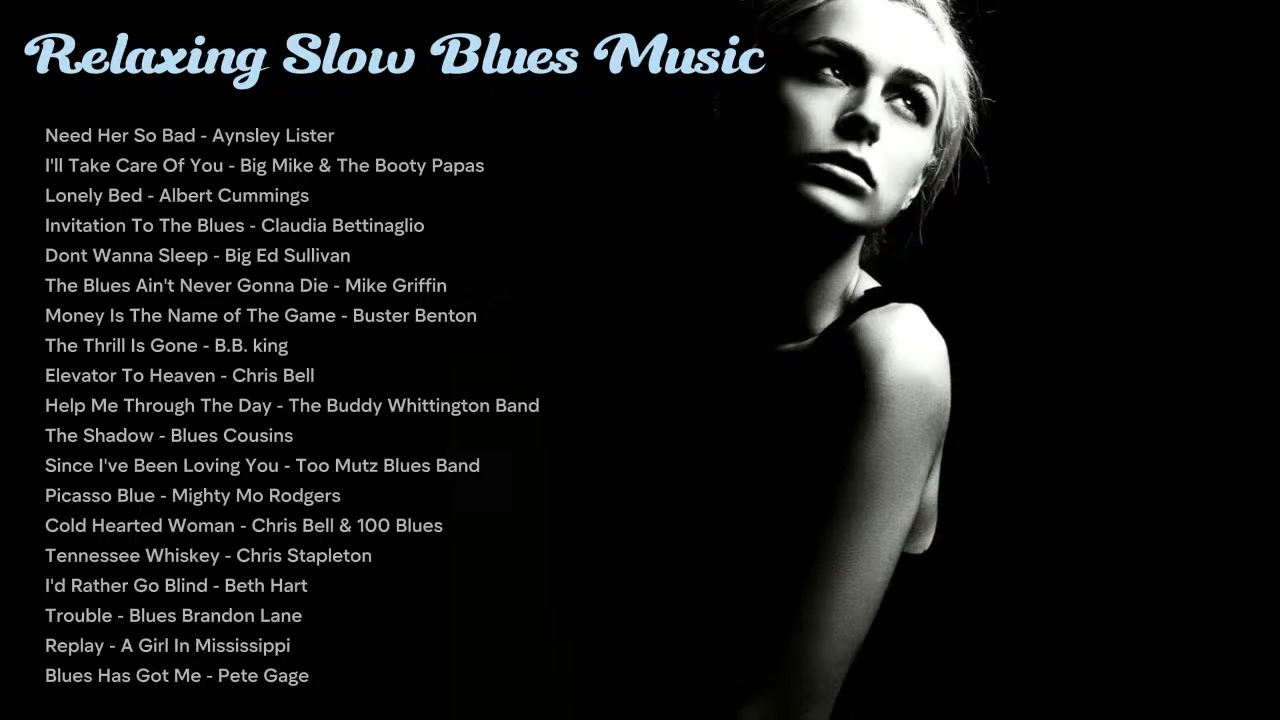 Relaxing Slow Blues Music
Need Her So Bad - Aynsley Lister
I'll Take Care Of You - Big Mike & The Booty Papas
Lonely Bed - Albert Cummings
Invitation To The Blues - Claudia Bettinaglio
Dont Wanna Sleep - Big Ed Sullivan
The Blues Ain't Never Gonna Die - Mike Griffin
Money Is The Name of The Game - Buster Benton
The Thrill Is Gone - B.B. king
Elevator To Heaven - Chris Bell
Help Me Through The Day - The Buddy Whittington Band
The Shadow - Blues Cousins
Since I've Been Loving You - Too Mutz Blues Band
Picasso Blue - Mighty Mo Rodgers
Cold Hearted Woman - Chris Bell & 100 Blues
Tennessee Whiskey - Chris Stapleton
I'd Rather Go Blind - Beth Hart
Trouble - Blues Brandon Lane
Replay - A Girl In Mississippi
Blues Has Got Me - Pete Gage